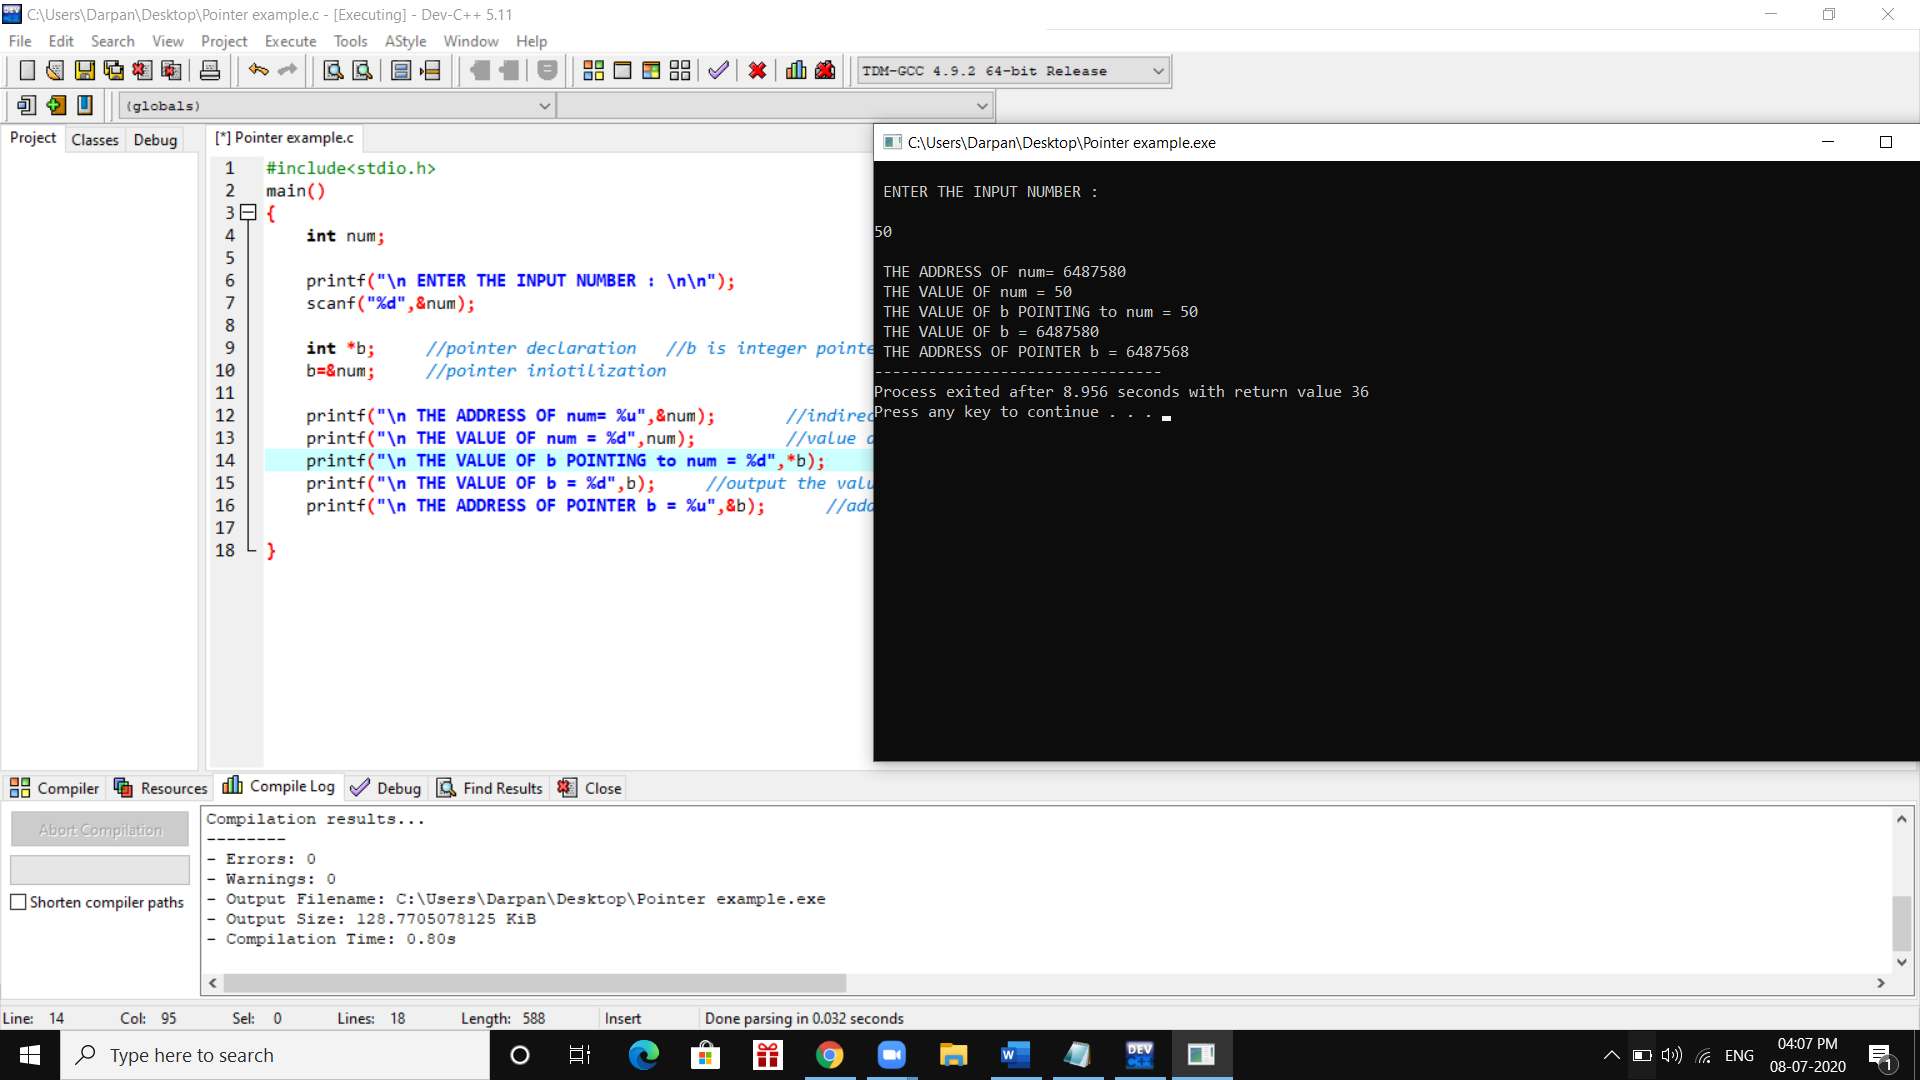 C:\Users\Darpan\Desktop\Pointer example.c - [Executing] - Dev-C++ 5.11
File Edit Search View Project Execute Tools AStyle Window Help
TDM-GCC 4.9.2 64-bit Release
(globals)
Project Classes Debug
[*] Pointer example.c
1 #include<stdio.h>
2 main()
3 {
4 int num;
5
6 printf("\n ENTER THE INPUT NUMBER : \n\n");
7 scanf("%d",&num);
8
9 int *b; //pointer declaration //b is integer
10 b=&num; //pointer iniotilization
11
12 printf("\n THE ADDRESS OF num= %u",&num);
13 printf("\n THE VALUE OF num = %d",num); //value
14 printf("\n THE VALUE OF b POINTING to num = %d",*b);
15 printf("\n THE VALUE OF b = %d",b); //output the
16 printf("\n THE ADDRESS OF POINTER b = %u",&b);
17
18 }
C:\Users\Darpan\Desktop\Pointer example.exe
ENTER THE INPUT NUMBER :
50
THE ADDRESS OF num= 6487580
THE VALUE OF num = 50
THE VALUE OF b POINTING to num = 50
THE VALUE OF b = 6487580
THE ADDRESS OF POINTER b = 6487568
--------------------------------
Process exited after 8.956 seconds with return value 36
Press any key to continue . . .
Compiler Resources Compile Log Debug Find Results Close
Abort Compilation
Shorten compiler paths
Compilation results...
--------
- Errors: 0
- Warnings: 0
- Output Filename: C:\Users\Darpan\Desktop\Pointer example.exe
- Output Size: 128.7705078125 KiB
- Compilation Time: 0.80s
Line: 14 Col: 95 Sel: 0 Lines: 18 Length: 588 Insert Done parsing in 0.032 seconds
Type here to search
DEV C++
ENG
04:07 PM
08-07-2020
1